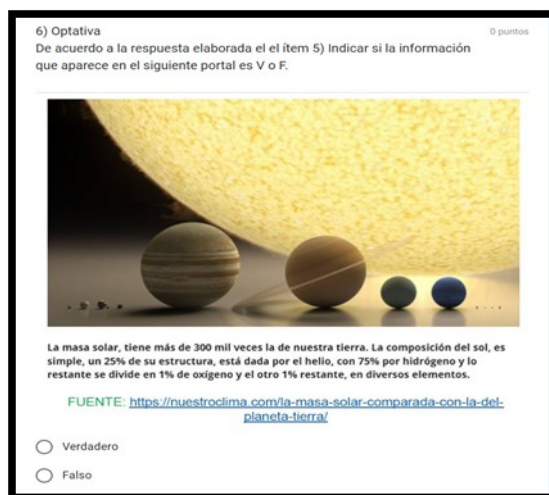 6) Optativa
0 puntos
De acuerdo a la respuesta elaborada el el ítem 5) Indicar si la información
que aparece en el siguiente portal es V o F.
La masa solar, tiene más de 300 mil veces la de nuestra tierra. La composición del sol, es
simple, un 25% de su estructura, está dada por el helio, con 75% por hidrógeno y lo
restante se divide en 1% de oxígeno y el otro 1% restante, en diversos elementos.
FUENTE: https://nuestroclima.com/la-masa-solar-comparada-con-la-del-
planeta-tierra/
Verdadero
Falso